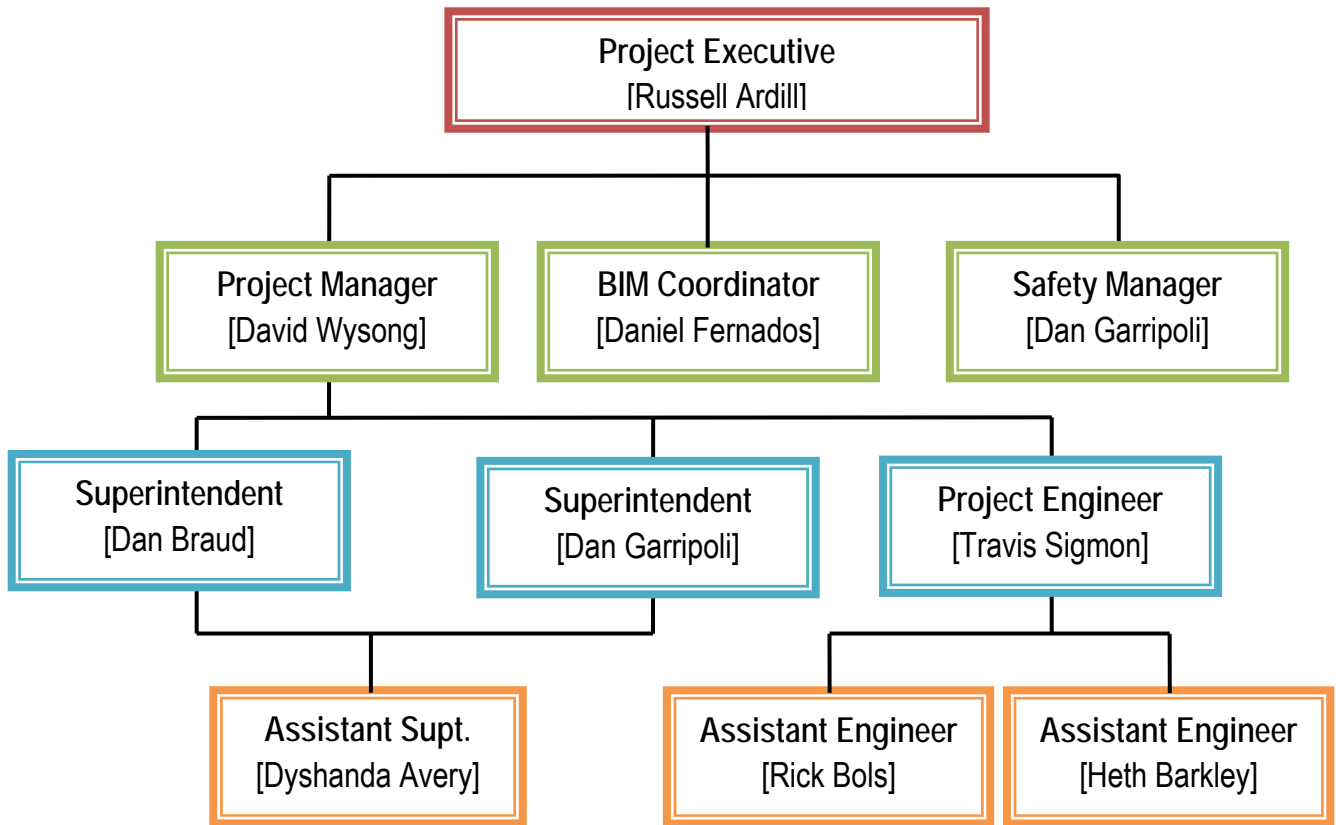 Project Executive
[Russell Ardill]
Project Manager
[David Wysong]
BIM Coordinator
[Daniel Fernados]
Safety Manager
[Dan Garripoli]
Superintendent
[Dan Braud]
Superintendent
[Dan Garripoli]
Project Engineer
[Travis Sigmon]
Assistant Supt.
[Dyshanda Avery]
Assistant Engineer
[Rick Bols]
Assistant Engineer
[Heth Barkley]